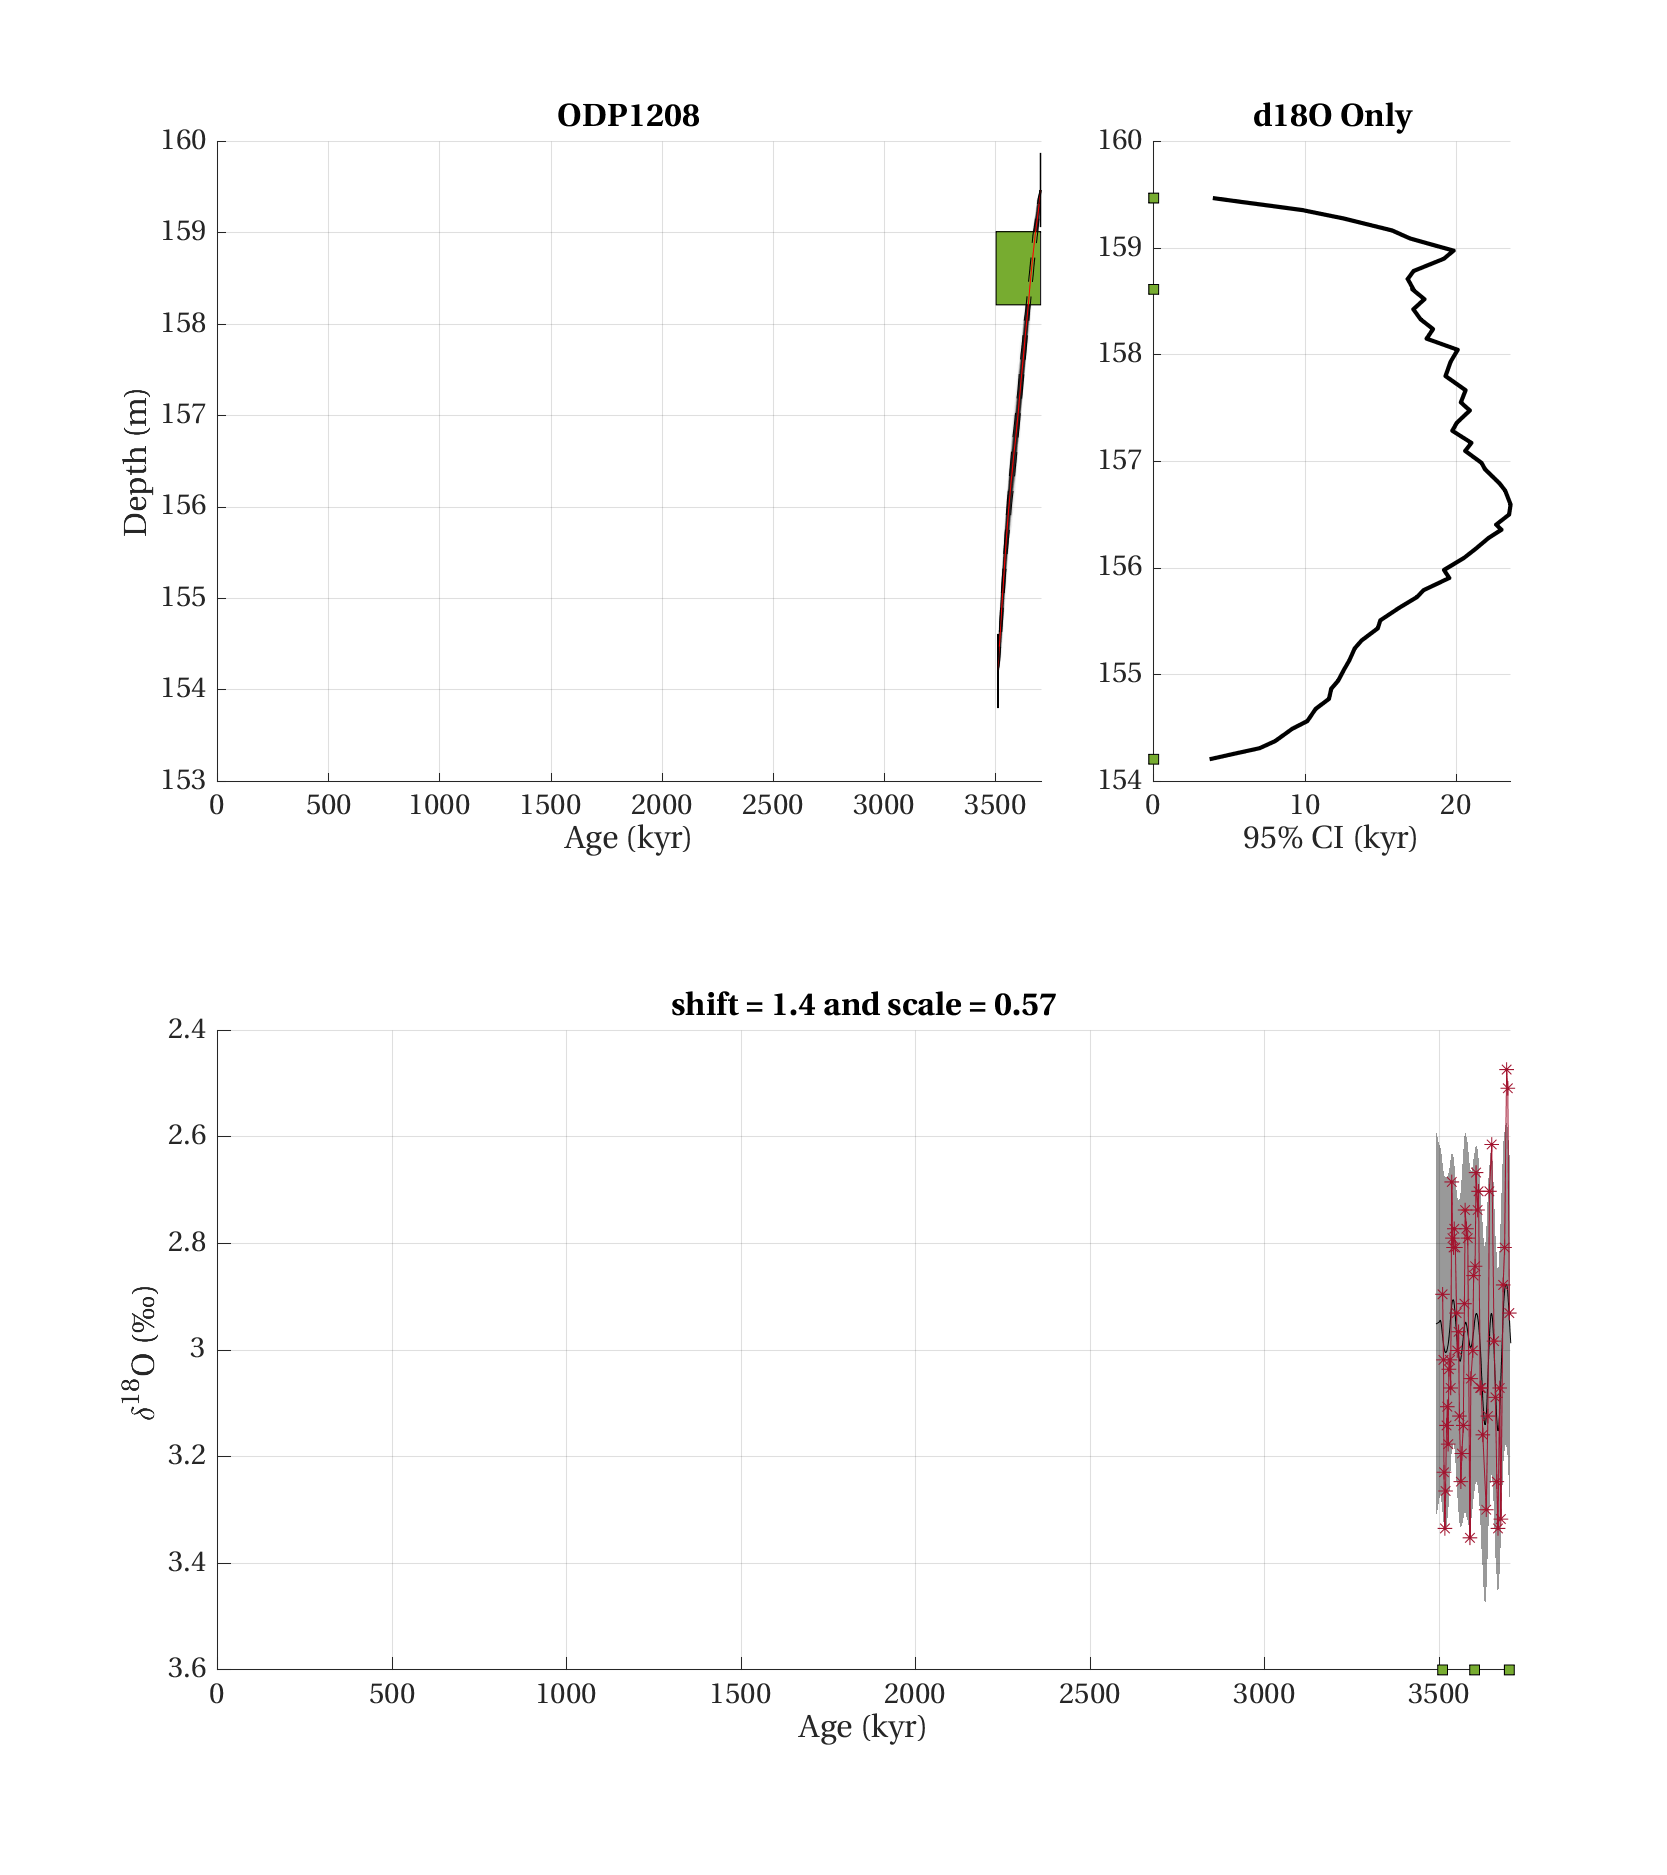 ODP1208
160
159
158
157
156
155
154
153
Depth (m)
0 500 1000 1500 2000 2500 3000 3500
Age (kyr)
d18O Only
160
159
158
157
156
155
154
0 10 20
95% CI (kyr)
shift = 1.4 and scale = 0.57
2.4
2.6
2.8
3
3.2
3.4
3.6
δ18O (‰)
0 500 1000 1500 2000 2500 3000 3500
Age (kyr)